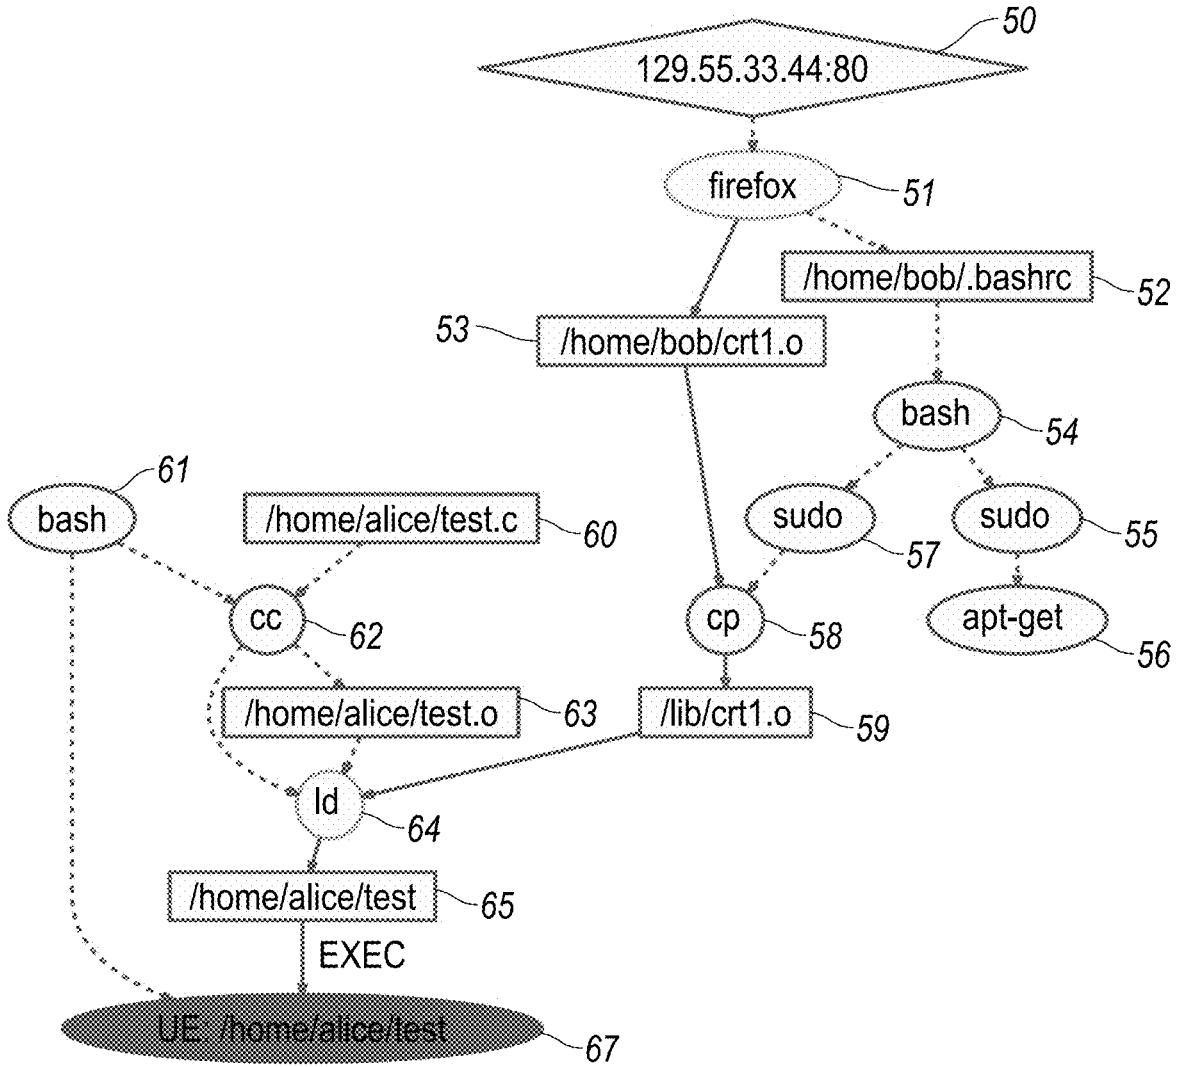 50
129.55.33.44:80
firefox
51
/home/bob/.bashrc
52
53
/home/bob/crt1.o
bash
54
61
bash
/home/alice/test.c
60
sudo
57
sudo
55
cc
62
cp
58
apt-get
56
/home/alice/test.o
63
/lib/crt1.o
59
ld
64
/home/alice/test
65
EXEC
UE: /home/alice/test
67